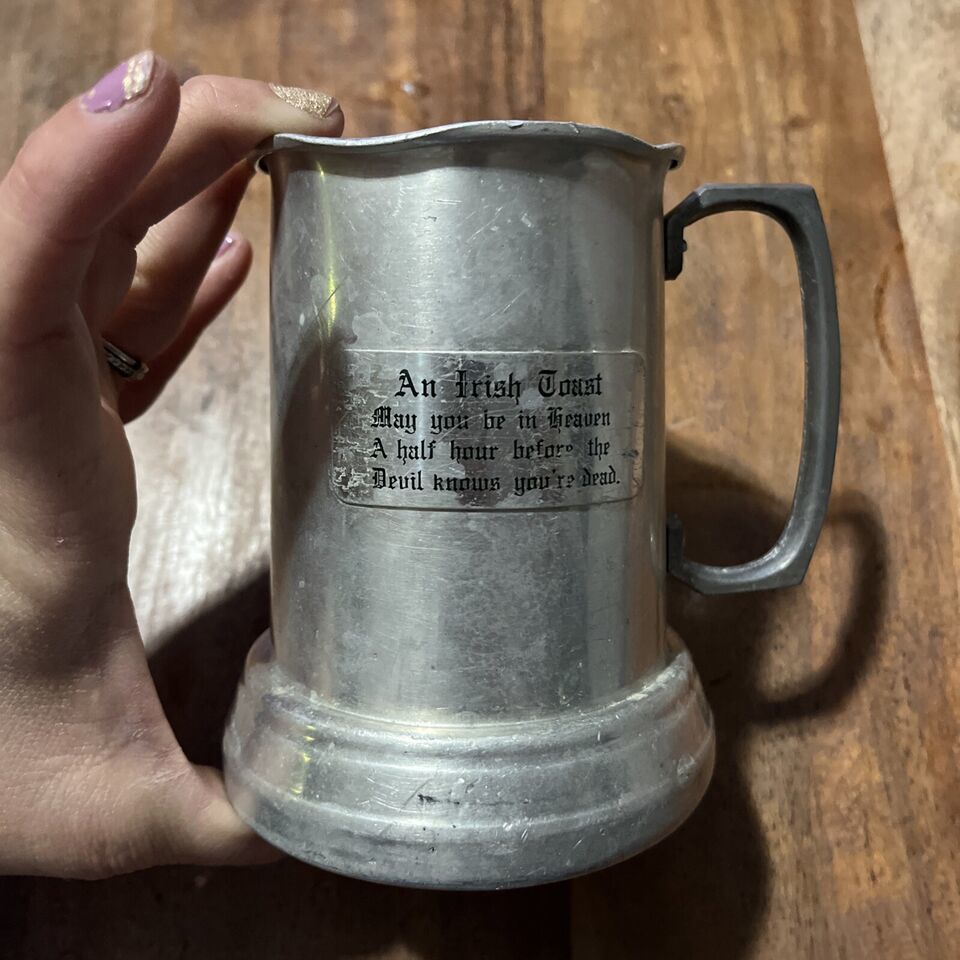 An Irish Toast
May you be in Heaven
A half hour before the
Devil knows you're dead.